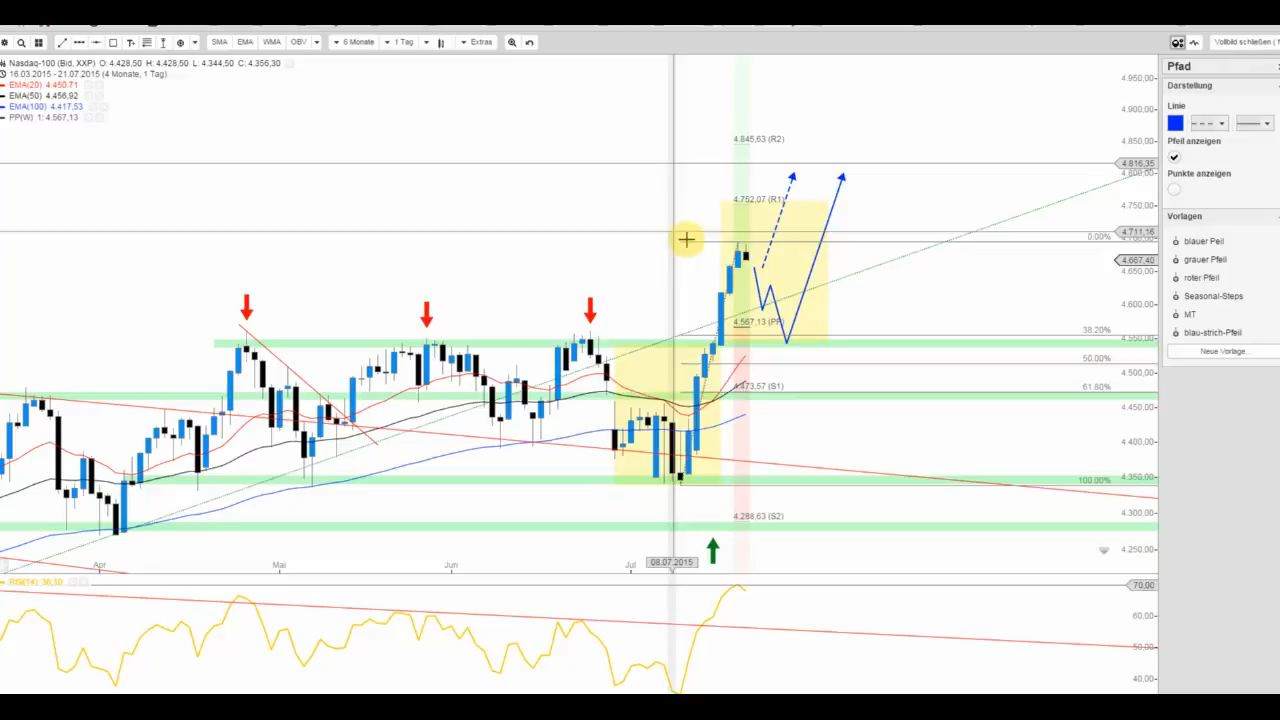 SMA EMA WMA OBV 6 Monate 1 Tag Extras Vollbild schließen (
Nasdaq-100 (Bid, XXP) O: 4.428,50 H: 4.428,50 L: 4.344,50 C: 4.356,30
16.03.2015 - 21.07.2015 (4 Monate, 1 Tag)
EMA(20) 4.450,71
EMA(50) 4.456,92
EMA(100) 4.417,53
PP(W) 1: 4.567,13
4.845,63 (R2)
4.752,07 (R1)
4.567,13 (PP)
4.473,57 (S1)
4.288,63 (S2)
0.00%
38.20%
50.00%
61.80%
100.00%
4.950,00
4.900,00
4.850,00
4.816,35
4.800,00
4.750,00
4.711,16
4.667,40
4.650,00
4.600,00
4.550,00
4.500,00
4.450,00
4.400,00
4.350,00
4.300,00
4.250,00
Apr Mai Jun Jul 08.07.2015
RSI(14) 36,10
70.00
60,00
50,00
40,00
Pfad
Darstellung
Linie
Pfeil anzeigen
Punkte anzeigen
Vorlagen
blauer Peil
grauer Pfeil
roter Pfeil
Seasonal-Steps
MT
blau-strich-Pfeil
Neue Vorlage...